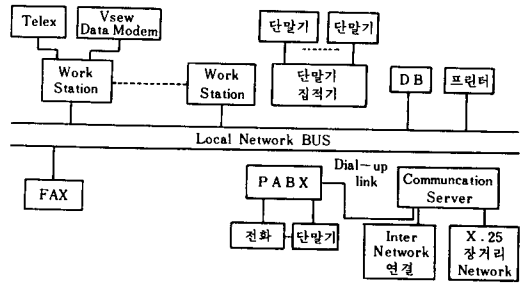 Telex
Vsew
Data Modem
단말기
단말기
Work
Station
Work
Station
단말기
집적기
DB
프린터
Local Network BUS
FAX
PABX
Dial-up
link
Communcation
Server
전화
단말기
Inter
Network
연결
X.25
장거리
Network